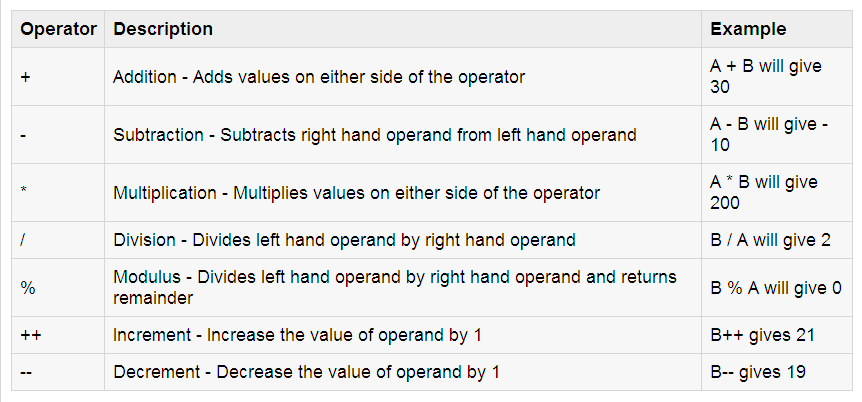 Operator Description Example
+ Addition - Adds values on either side of the operator A + B will give
30
- Subtraction - Subtracts right hand operand from left hand operand A - B will give -
10
* Multiplication - Multiplies values on either side of the operator A * B will give
200
/ Division - Divides left hand operand by right hand operand B / A will give 2
% Modulus - Divides left hand operand by right hand operand and returns
remainder B % A will give 0
++ Increment - Increase the value of operand by 1 B++ gives 21
-- Decrement - Decrease the value of operand by 1 B-- gives 19